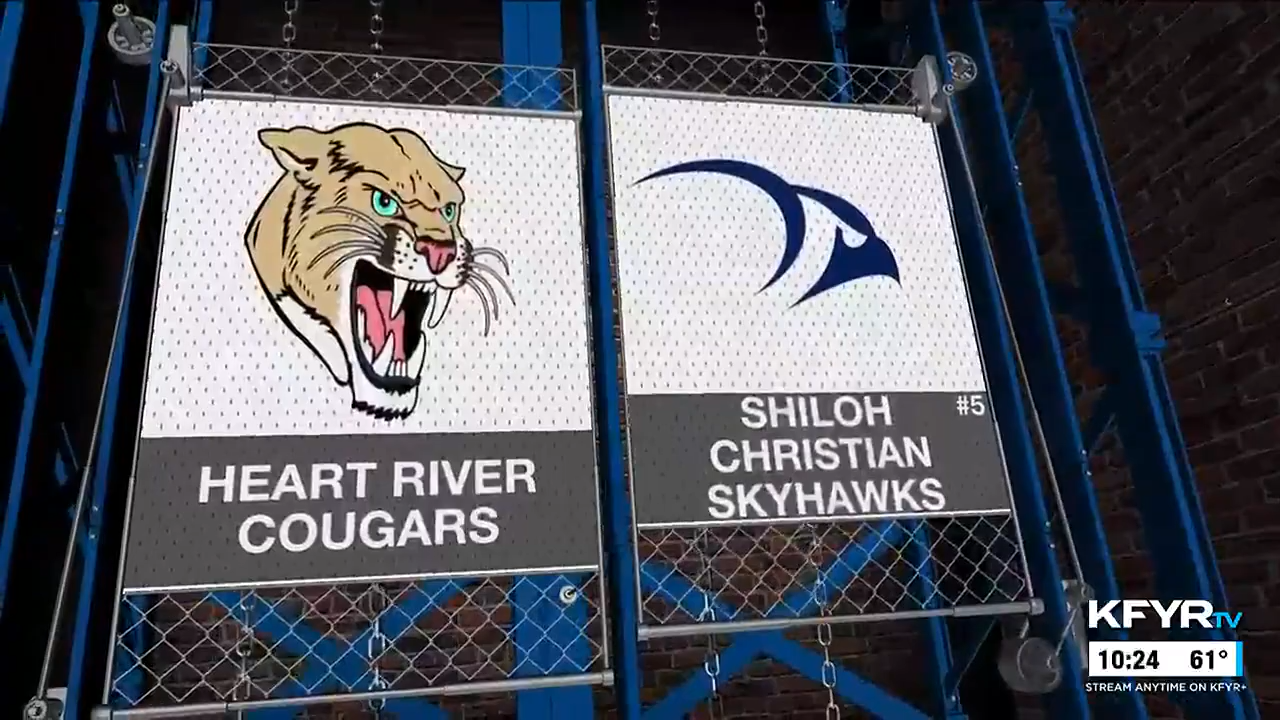 HEART RIVER
COUGARS
#5
SHILOH
CHRISTIAN
SKYHAWKS
KFYRTV
10:24 61°
STREAM ANYTIME ON KFYR+